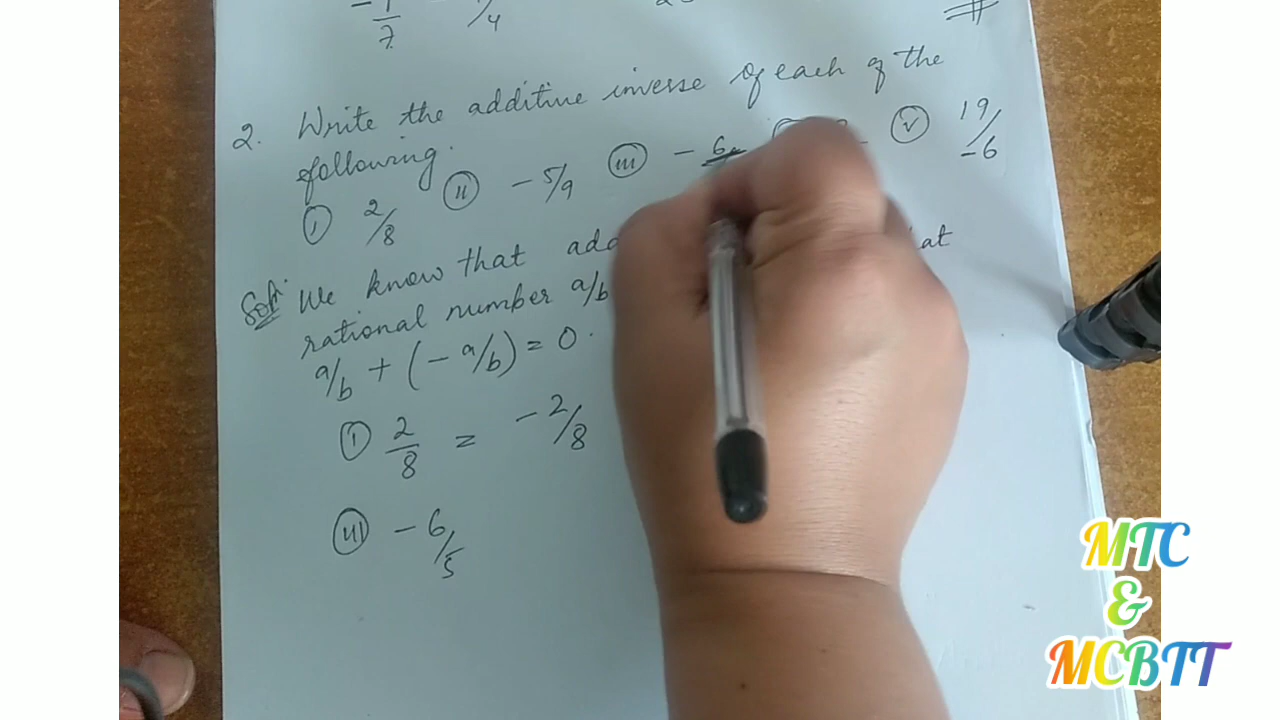 2. Write the additive inverse of each of the
following.
(i) 2/8 (ii) -5/9 (iii) -6 (v) 19/-6
Soln. We know that
rational number a/b
a/b + (-a/b) = 0.
(i) 2/8 = -2/8
(iii) -6/5
MTC
&
MCBTT